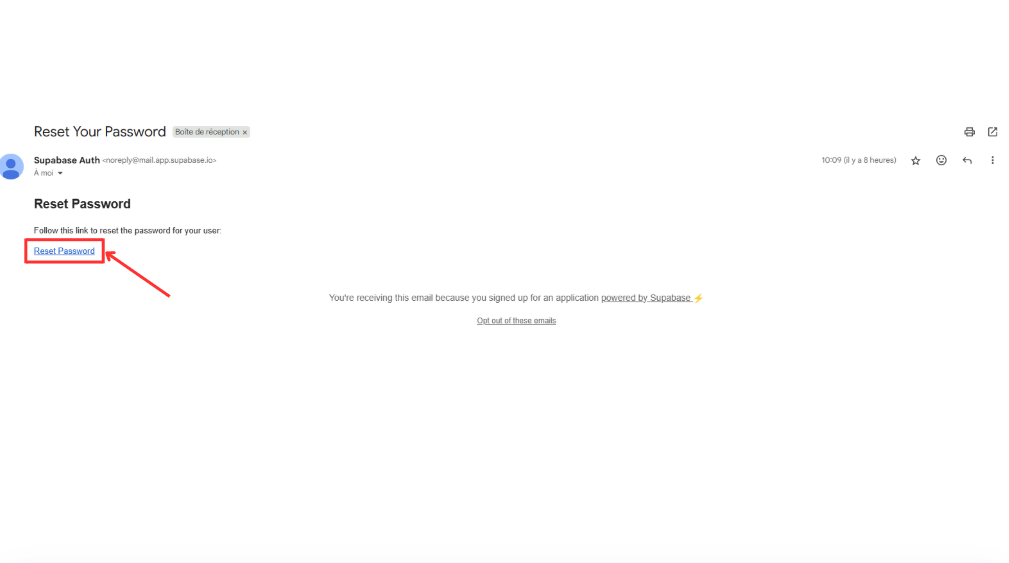 Reset Your Password Boîte de réception x
Supabase Auth <noreply@mail.app.supabase.io> 10:09 (il y a 8 heures)
À moi
Reset Password
Follow this link to reset the password for your user:
Reset Password
You're receiving this email because you signed up for an application powered by Supabase ⚡
Opt out of these emails